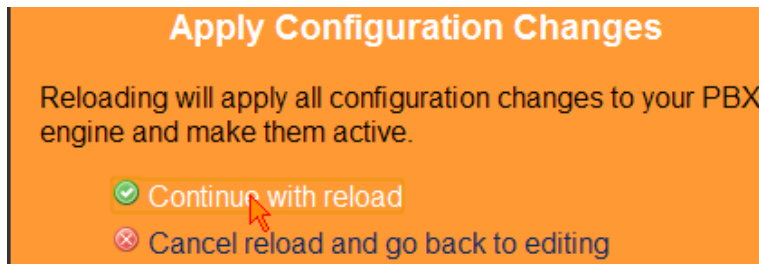 Apply Configuration Changes
Reloading will apply all configuration changes to your PBX
engine and make them active.
Continue with reload
Cancel reload and go back to editing